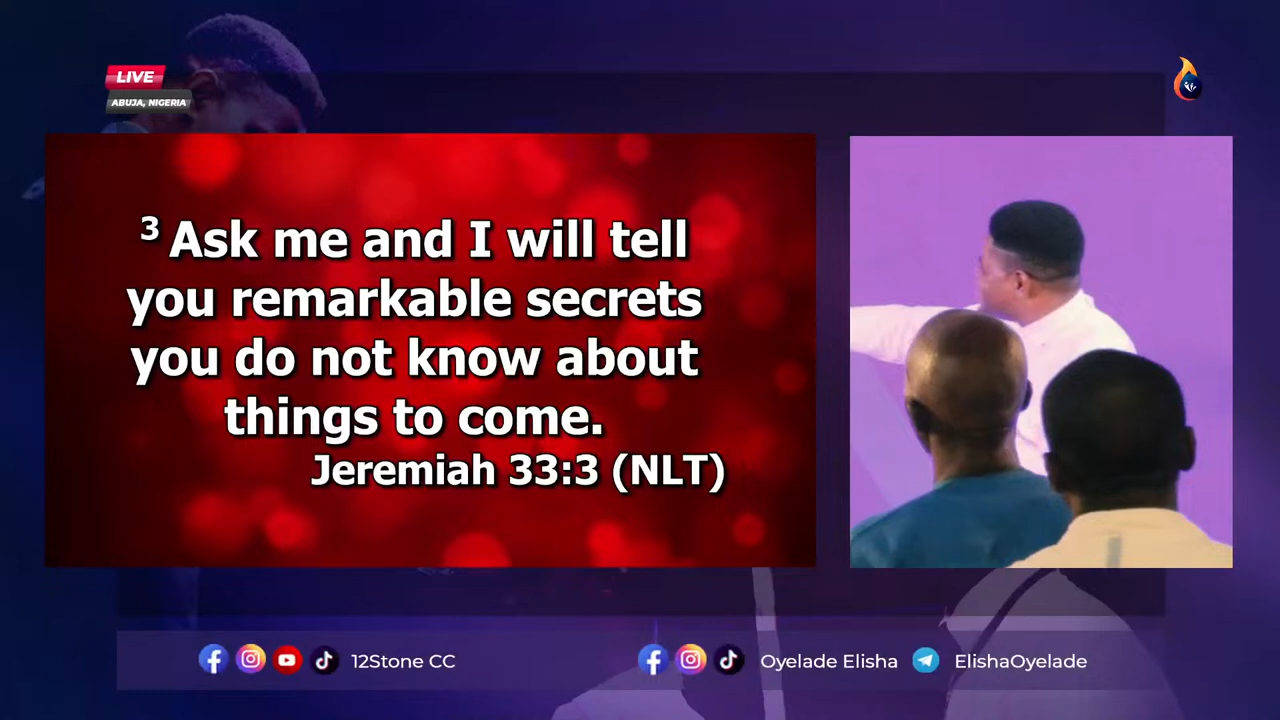 LIVE
ABUJA, NIGERIA
3 Ask me and I will tell
you remarkable secrets
you do not know about
things to come.
Jeremiah 33:3 (NLT)
12Stone CC
Oyelade Elisha
ElishaOyelade